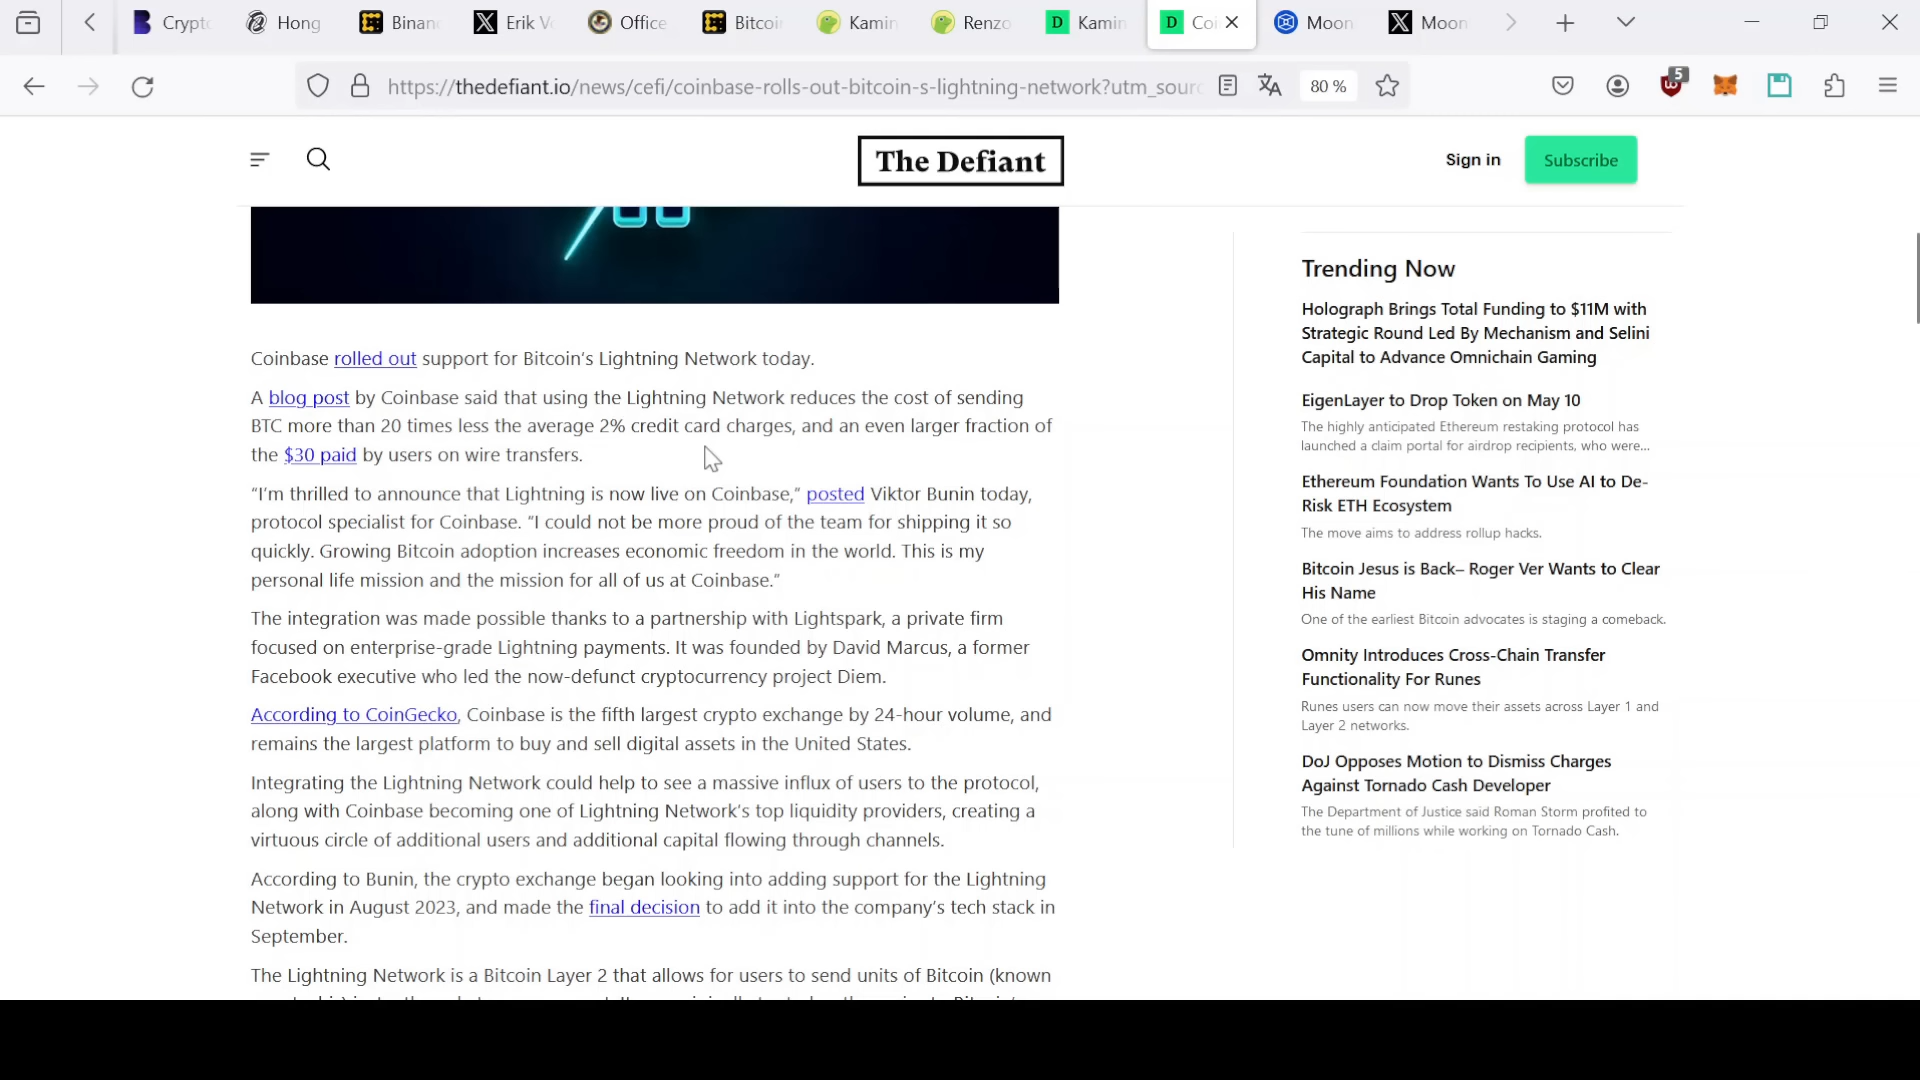 Crypto
Hong
Binan
Erik Vo
Office
Bitcoi
Kamin
Renzo
Kamin
Coi
Moon
Moon
https://thedefiant.io/news/cefi/coinbase-rolls-out-bitcoin-s-lightning-network?utm_sourc
80 %
5
The Defiant
Sign in
Subscribe
Coinbase rolled out support for Bitcoin's Lightning Network today.
A blog post by Coinbase said that using the Lightning Network reduces the cost of sending
BTC more than 20 times less the average 2% credit card charges, and an even larger fraction of
the $30 paid by users on wire transfers.
“I'm thrilled to announce that Lightning is now live on Coinbase,” posted Viktor Bunin today,
protocol specialist for Coinbase. “I could not be more proud of the team for shipping it so
quickly. Growing Bitcoin adoption increases economic freedom in the world. This is my
personal life mission and the mission for all of us at Coinbase.”
The integration was made possible thanks to a partnership with Lightspark, a private firm
focused on enterprise-grade Lightning payments. It was founded by David Marcus, a former
Facebook executive who led the now-defunct cryptocurrency project Diem.
According to CoinGecko, Coinbase is the fifth largest crypto exchange by 24-hour volume, and
remains the largest platform to buy and sell digital assets in the United States.
Integrating the Lightning Network could help to see a massive influx of users to the protocol,
along with Coinbase becoming one of Lightning Network's top liquidity providers, creating a
virtuous circle of additional users and additional capital flowing through channels.
According to Bunin, the crypto exchange began looking into adding support for the Lightning
Network in August 2023, and made the final decision to add it into the company's tech stack in
September.
The Lightning Network is a Bitcoin Layer 2 that allows for users to send units of Bitcoin (known
Trending Now
Holograph Brings Total Funding to $11M with
Strategic Round Led By Mechanism and Selini
Capital to Advance Omnichain Gaming
EigenLayer to Drop Token on May 10
The highly anticipated Ethereum restaking protocol has
launched a claim portal for airdrop recipients, who were...
Ethereum Foundation Wants To Use AI to De-
Risk ETH Ecosystem
The move aims to address rollup hacks.
Bitcoin Jesus is Back– Roger Ver Wants to Clear
His Name
One of the earliest Bitcoin advocates is staging a comeback.
Omnity Introduces Cross-Chain Transfer
Functionality For Runes
Runes users can now move their assets across Layer 1 and
Layer 2 networks.
DoJ Opposes Motion to Dismiss Charges
Against Tornado Cash Developer
The Department of Justice said Roman Storm profited to
the tune of millions while working on Tornado Cash.